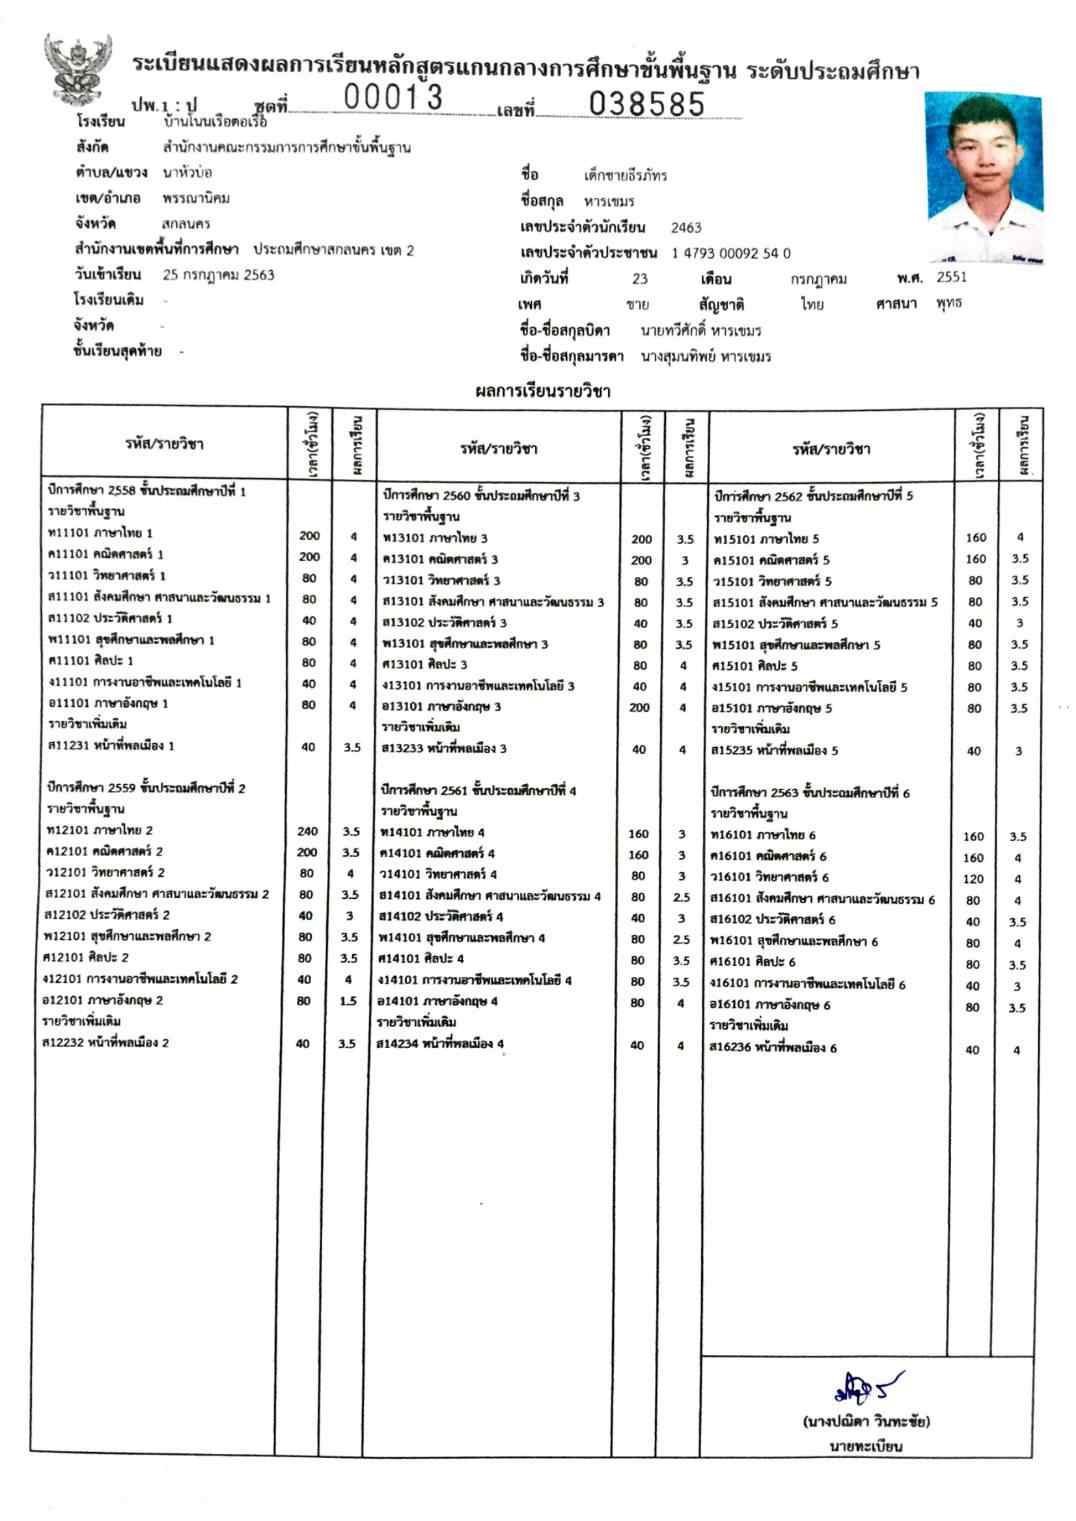 ระเบียนแสดงผลการเรียนหลักสูตรแกนกลางการศึกษาขั้นพื้นฐาน ระดับประถมศึกษา
ปพ.1 : ป ชุดที่ 00013 เลขที่ 038585
โรงเรียน บ้านโนนเรือคอเรือ
สังกัด สำนักงานคณะกรรมการการศึกษาขั้นพื้นฐาน
ตำบล/แขวง นาหัวบ่อ
เขต/อำเภอ พรรณานิคม
จังหวัด สกลนคร
สำนักงานเขตพื้นที่การศึกษา ประถมศึกษาสกลนคร เขต 2
วันเข้าเรียน 25 กรกฎาคม 2563
โรงเรียนเดิม -
จังหวัด -
ชั้นเรียนสุดท้าย -
ชื่อ เด็กชายธีรภัทร
ชื่อสกุล หารเขมร
เลขประจำตัวนักเรียน 2463
เลขประจำตัวประชาชน 1 4793 00092 54 0
เกิดวันที่ 23 เดือน กรกฎาคม พ.ศ. 2551
เพศ ชาย สัญชาติ ไทย ศาสนา พุทธ
ชื่อ-ชื่อสกุลบิดา นายทวีศักดิ์ หารเขมร
ชื่อ-ชื่อสกุลมารดา นางสุมนทิพย์ หารเขมร
ผลการเรียนรายวิชา
รหัส/รายวิชา เวลา(ชั่วโมง) ผลการเรียน
ปีการศึกษา 2558 ชั้นประถมศึกษาปีที่ 1
รายวิชาพื้นฐาน
ท11101 ภาษาไทย 1 200 4
ค11101 คณิตศาสตร์ 1 200 4
ว11101 วิทยาศาสตร์ 1 80 4
ส11101 สังคมศึกษา ศาสนาและวัฒนธรรม 1 80 4
ส11102 ประวัติศาสตร์ 1 40 4
พ11101 สุขศึกษาและพลศึกษา 1 80 4
ศ11101 ศิลปะ 1 80 4
ง11101 การงานอาชีพและเทคโนโลยี 1 40 4
อ11101 ภาษาอังกฤษ 1 80 4
รายวิชาเพิ่มเติม
ส11231 หน้าที่พลเมือง 1 40 3.5
ปีการศึกษา 2559 ชั้นประถมศึกษาปีที่ 2
รายวิชาพื้นฐาน
ท12101 ภาษาไทย 2 240 3.5
ค12101 คณิตศาสตร์ 2 200 3.5
ว12101 วิทยาศาสตร์ 2 80 4
ส12101 สังคมศึกษา ศาสนาและวัฒนธรรม 2 80 3.5
ส12102 ประวัติศาสตร์ 2 40 3
พ12101 สุขศึกษาและพลศึกษา 2 80 3.5
ศ12101 ศิลปะ 2 80 3.5
ง12101 การงานอาชีพและเทคโนโลยี 2 40 4
อ12101 ภาษาอังกฤษ 2 80 1.5
รายวิชาเพิ่มเติม
ส12232 หน้าที่พลเมือง 2 40 3.5
รหัส/รายวิชา เวลา(ชั่วโมง) ผลการเรียน
ปีการศึกษา 2560 ชั้นประถมศึกษาปีที่ 3
รายวิชาพื้นฐาน
ท13101 ภาษาไทย 3 200 3.5
ค13101 คณิตศาสตร์ 3 200 3
ว13101 วิทยาศาสตร์ 3 80 3.5
ส13101 สังคมศึกษา ศาสนาและวัฒนธรรม 3 80 3.5
ส13102 ประวัติศาสตร์ 3 40 3.5
พ13101 สุขศึกษาและพลศึกษา 3 80 3.5
ศ13101 ศิลปะ 3 80 4
ง13101 การงานอาชีพและเทคโนโลยี 3 40 4
อ13101 ภาษาอังกฤษ 3 200 4
รายวิชาเพิ่มเติม
ส13233 หน้าที่พลเมือง 3 40 4
ปีการศึกษา 2561 ชั้นประถมศึกษาปีที่ 4
รายวิชาพื้นฐาน
ท14101 ภาษาไทย 4 160 3
ค14101 คณิตศาสตร์ 4 160 3
ว14101 วิทยาศาสตร์ 4 80 3
ส14101 สังคมศึกษา ศาสนาและวัฒนธรรม 4 80 2.5
ส14102 ประวัติศาสตร์ 4 40 3
พ14101 สุขศึกษาและพลศึกษา 4 80 2.5
ศ14101 ศิลปะ 4 80 3.5
ง14101 การงานอาชีพและเทคโนโลยี 4 80 3.5
อ14101 ภาษาอังกฤษ 4 80 4
รายวิชาเพิ่มเติม
ส14234 หน้าที่พลเมือง 4 40 4
รหัส/รายวิชา เวลา(ชั่วโมง) ผลการเรียน
ปีการศึกษา 2562 ชั้นประถมศึกษาปีที่ 5
รายวิชาพื้นฐาน
ท15101 ภาษาไทย 5 160 4
ค15101 คณิตศาสตร์ 5 160 3.5
ว15101 วิทยาศาสตร์ 5 80 3.5
ส15101 สังคมศึกษา ศาสนาและวัฒนธรรม 5 80 3.5
ส15102 ประวัติศาสตร์ 5 40 3
พ15101 สุขศึกษาและพลศึกษา 5 80 3.5
ศ15101 ศิลปะ 5 80 3.5
ง15101 การงานอาชีพและเทคโนโลยี 5 80 3.5
อ15101 ภาษาอังกฤษ 5 80 3.5
รายวิชาเพิ่มเติม
ส15235 หน้าที่พลเมือง 5 40 3
ปีการศึกษา 2563 ชั้นประถมศึกษาปีที่ 6
รายวิชาพื้นฐาน
ท16101 ภาษาไทย 6 160 3.5
ค16101 คณิตศาสตร์ 6 160 4
ว16101 วิทยาศาสตร์ 6 120 4
ส16101 สังคมศึกษา ศาสนาและวัฒนธรรม 6 80 4
ส16102 ประวัติศาสตร์ 6 40 3.5
พ16101 สุขศึกษาและพลศึกษา 6 80 4
ศ16101 ศิลปะ 6 80 3.5
ง16101 การงานอาชีพและเทคโนโลยี 6 40 3
อ16101 ภาษาอังกฤษ 6 80 3.5
รายวิชาเพิ่มเติม
ส16236 หน้าที่พลเมือง 6 40 4
(นางปณิดา วินทะชัย)
นายทะเบียน